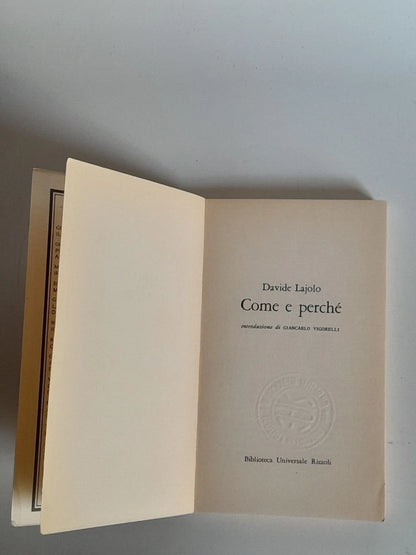 Davide Lajolo
Come e perché
introduzione di GIANCARLO VIGORELLI
Biblioteca Universale Rizzoli